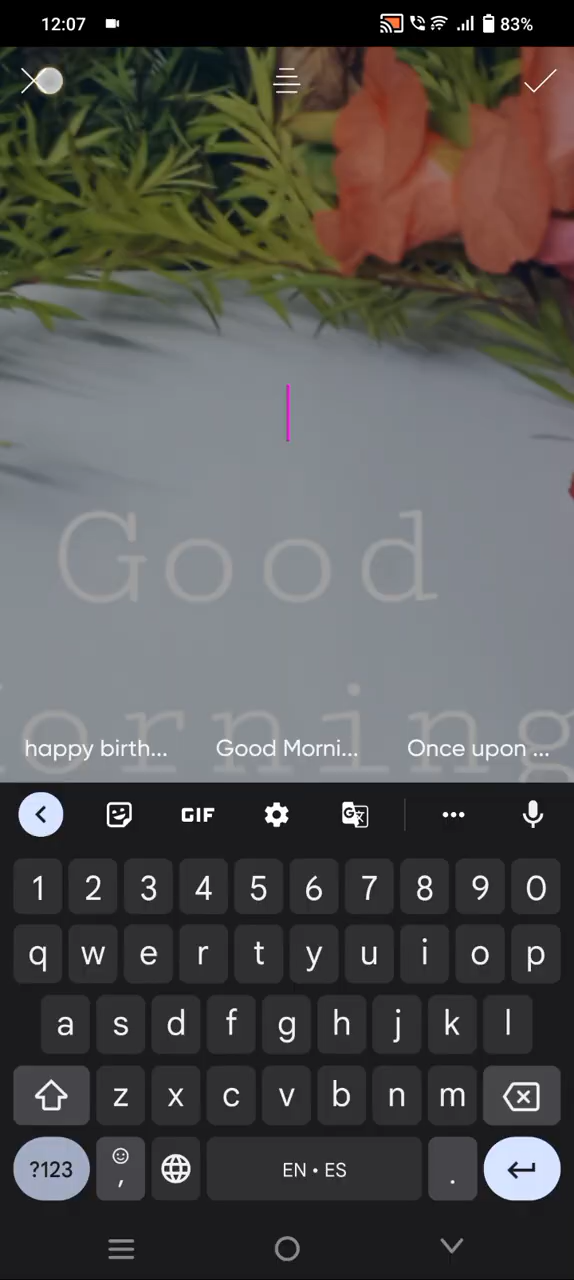 12:07 83%
Good
orning
happy birth... Good Morni... Once upon ...
GIF
1 2 3 4 5 6 7 8 9 0
q w e r t y u i o p
a s d f g h j k l
z x c v b n m
?123 , EN • ES .